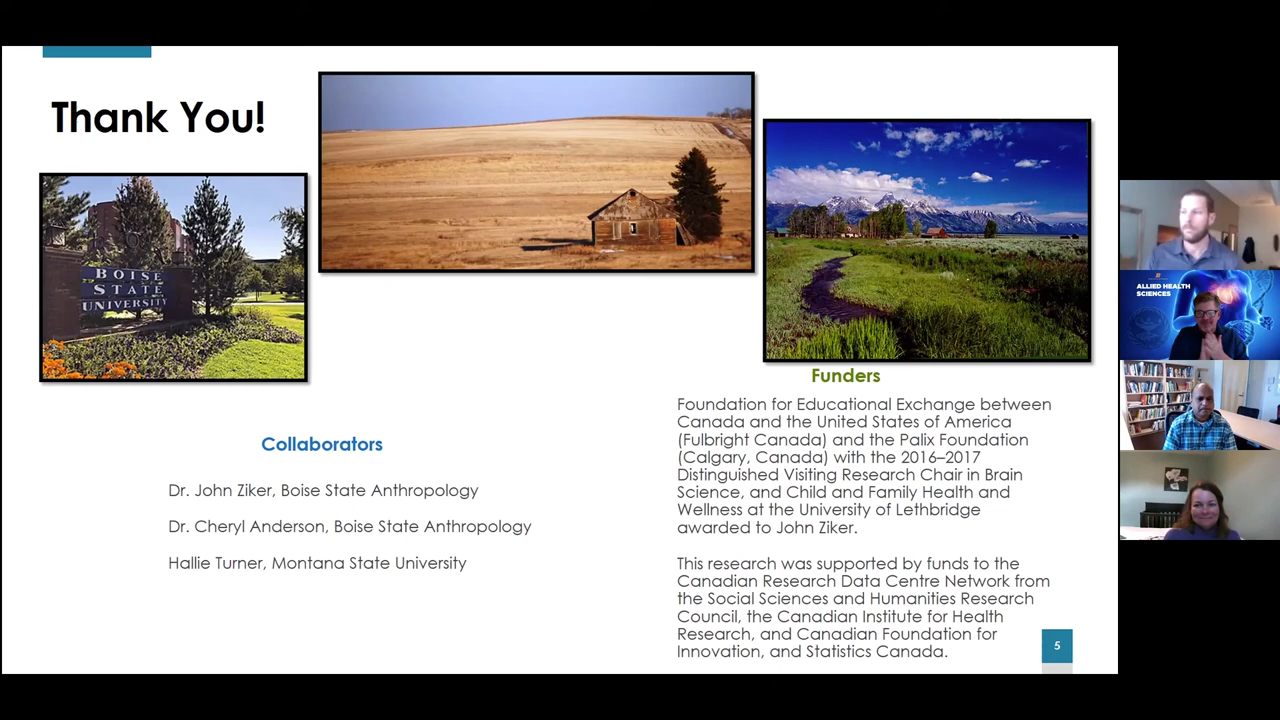 Thank You!
BOISE
STATE
UNIVERSITY
Collaborators
Dr. John Ziker, Boise State Anthropology
Dr. Cheryl Anderson, Boise State Anthropology
Hallie Turner, Montana State University
Funders
Foundation for Educational Exchange between
Canada and the United States of America
(Fulbright Canada) and the Palix Foundation
(Calgary, Canada) with the 2016–2017
Distinguished Visiting Research Chair in Brain
Science, and Child and Family Health and
Wellness at the University of Lethbridge
awarded to John Ziker.
This research was supported by funds to the
Canadian Research Data Centre Network from
the Social Sciences and Humanities Research
Council, the Canadian Institute for Health
Research, and Canadian Foundation for
Innovation, and Statistics Canada.
5
ALLIED HEALTH
SCIENCES